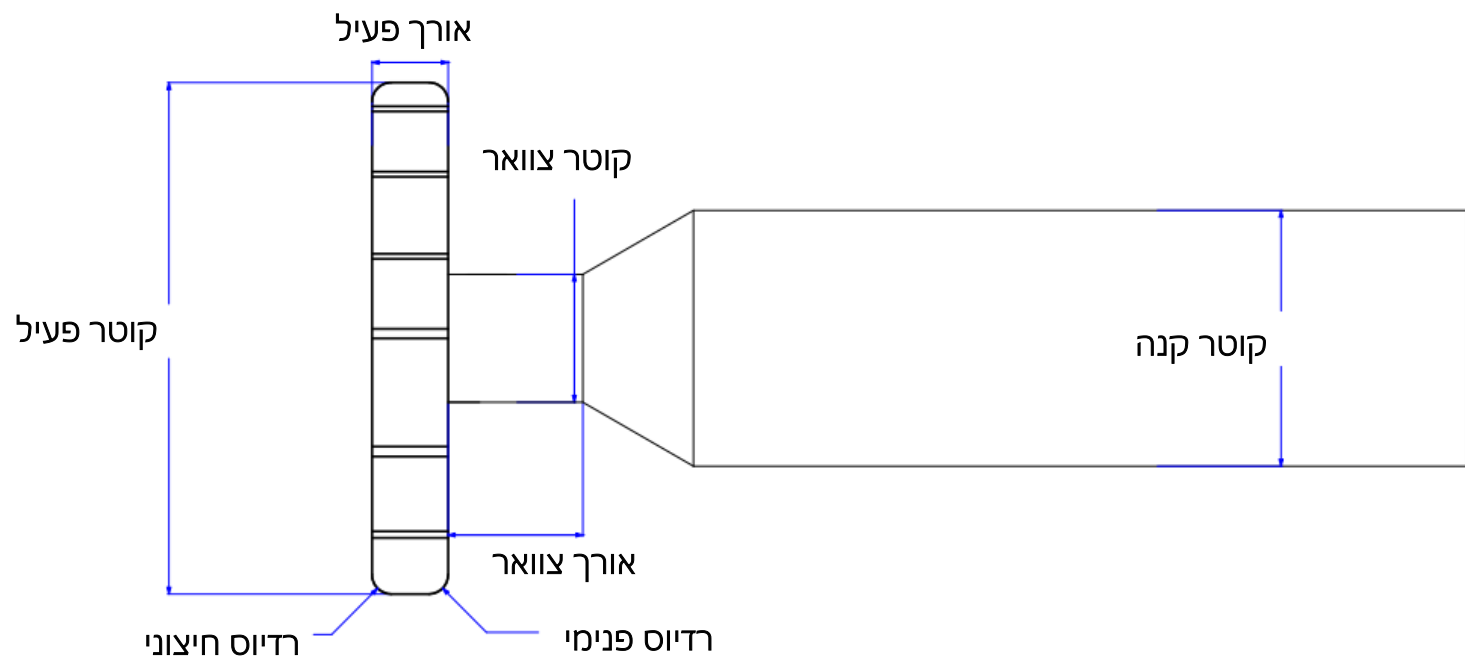 אורך פעיל
קוטר צוואר
קוטר פעיל
קוטר קנה
אורך צוואר
רדיוס פנימי
רדיוס חיצוני